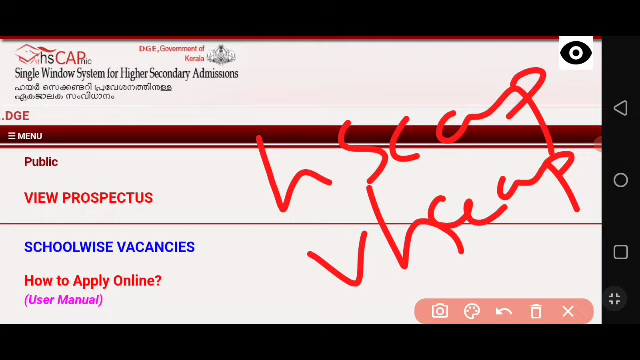 hsCAP
DGE, Government of
Kerala
Single Window System for Higher Secondary Admissions
ഹയർ സെക്കണ്ടറി പ്രവേശനത്തിനുള്ള
ഏകജാലക സംവിധാനം
..DGE
☰ MENU
Public
VIEW PROSPECTUS
SCHOOLWISE VACANCIES
How to Apply Online?
(User Manual)
hscap